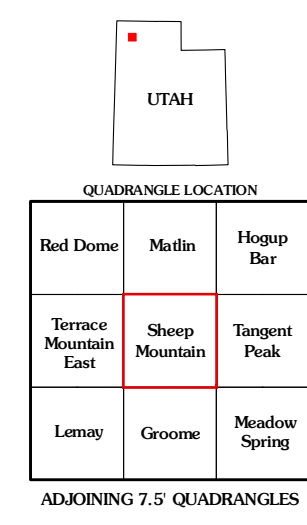 UTAH
QUADRANGLE LOCATION
Red Dome
Matlin
Hogup
Bar
Terrace
Mountain
East
Sheep
Mountain
Tangent
Peak
Lemay
Groome
Meadow
Spring
ADJOINING 7.5' QUADRANGLES